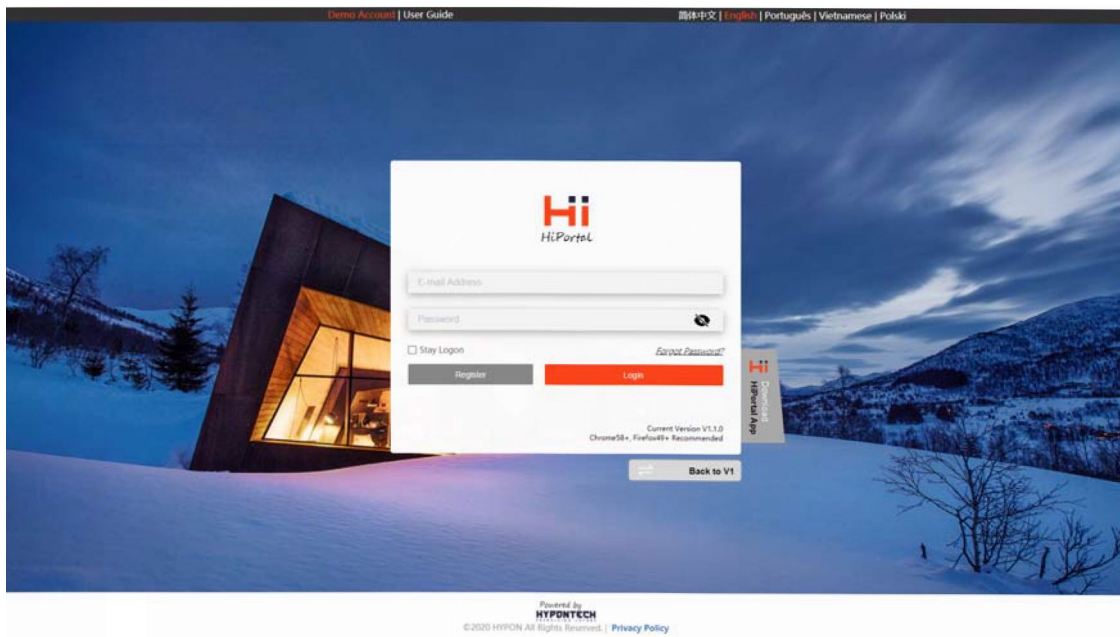 Demo Account | User Guide
简体中文 | English | Português | Vietnamese | Polski
Hi
HiPortal
E-mail Address
Password
Stay Logon
Forgot Password?
Register
Login
Current Version V1.1.0
Chrome58+, Firefox49+ Recommended
Back to V1
Hi
Download
HiPortal App
Powered by
HYPONTECH
©2020 HYPON All Rights Reserved. | Privacy Policy